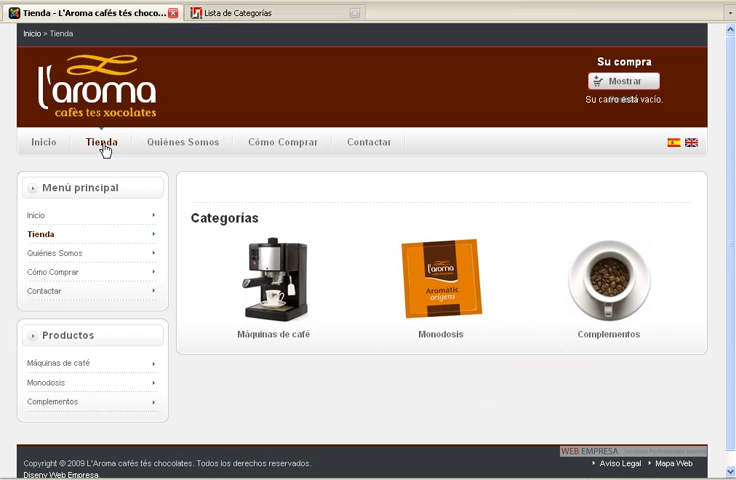 Tienda - L'Aroma cafés tés choco...
Lista de Categorías
Inicio > Tienda
l'aroma
cafès tes xocolates
Su compra
Mostrar
Su carro está vacío.
Inicio
Tienda
Quiénes Somos
Cómo Comprar
Contactar
Menú principal
Inicio
Tienda
Quiénes Somos
Cómo Comprar
Contactar
Categorías
l'aroma
Aromàtic
orígens
Máquinas de café
Monodosis
Complementos
Productos
Máquinas de café
Monodosis
Complementos
WEB EMPRESA
Copyright © 2009 L'Aroma cafés tés chocolates. Todos los derechos reservados.
Aviso Legal
Mapa Web
Diseny Web Empresa